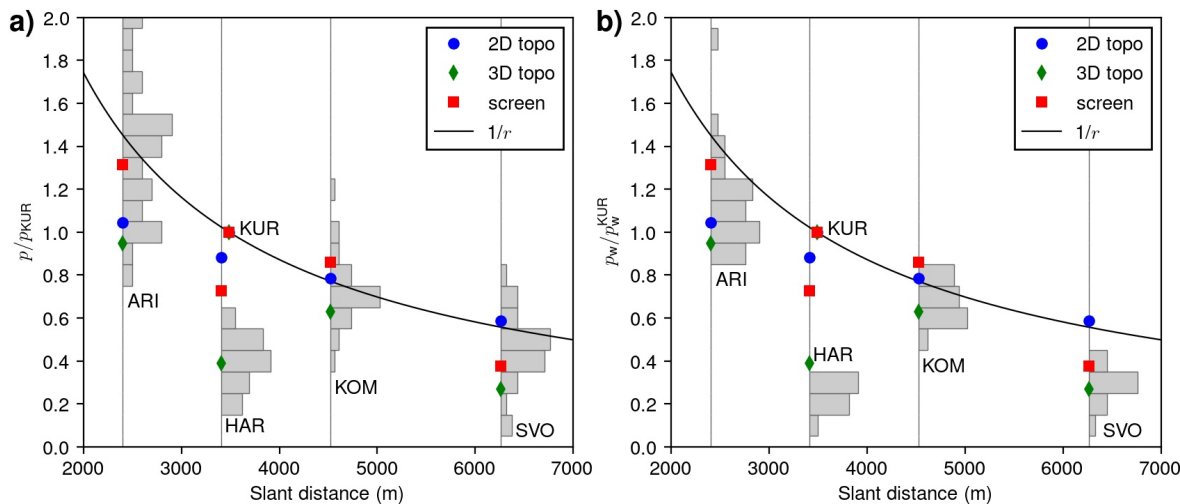 a)
2.0
1.8
1.6
1.4
1.2
1.0
0.8
0.6
0.4
0.2
0.0
p/pKUR
2D topo
3D topo
screen
1/r
KUR
ARI
HAR
KOM
SVO
2000 3000 4000 5000 6000 7000
Slant distance (m)
b)
2.0
1.8
1.6
1.4
1.2
1.0
0.8
0.6
0.4
0.2
0.0
pw/pwKUR
2D topo
3D topo
screen
1/r
KUR
ARI
HAR
KOM
SVO
2000 3000 4000 5000 6000 7000
Slant distance (m)